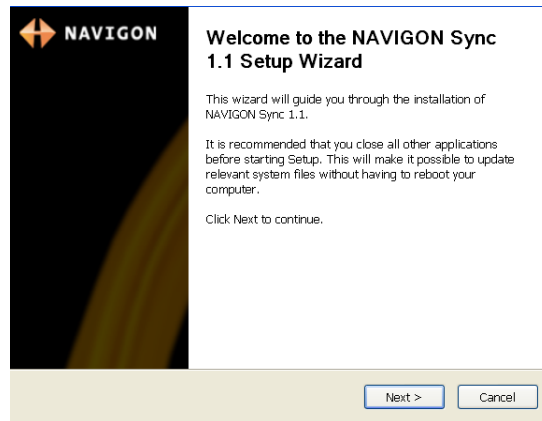 NAVIGON
Welcome to the NAVIGON Sync
1.1 Setup Wizard
This wizard will guide you through the installation of
NAVIGON Sync 1.1.
It is recommended that you close all other applications
before starting Setup. This will make it possible to update
relevant system files without having to reboot your
computer.
Click Next to continue.
Next >
Cancel